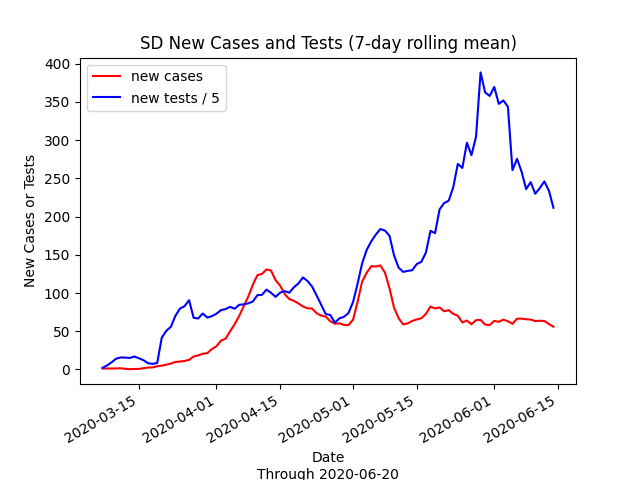 SD New Cases and Tests (7-day rolling mean)
new cases
new tests / 5
400
350
300
250
200
150
100
50
0
New Cases or Tests
2020-03-15
2020-04-01
2020-04-15
2020-05-01
2020-05-15
2020-06-01
2020-06-15
Date
Through 2020-06-20